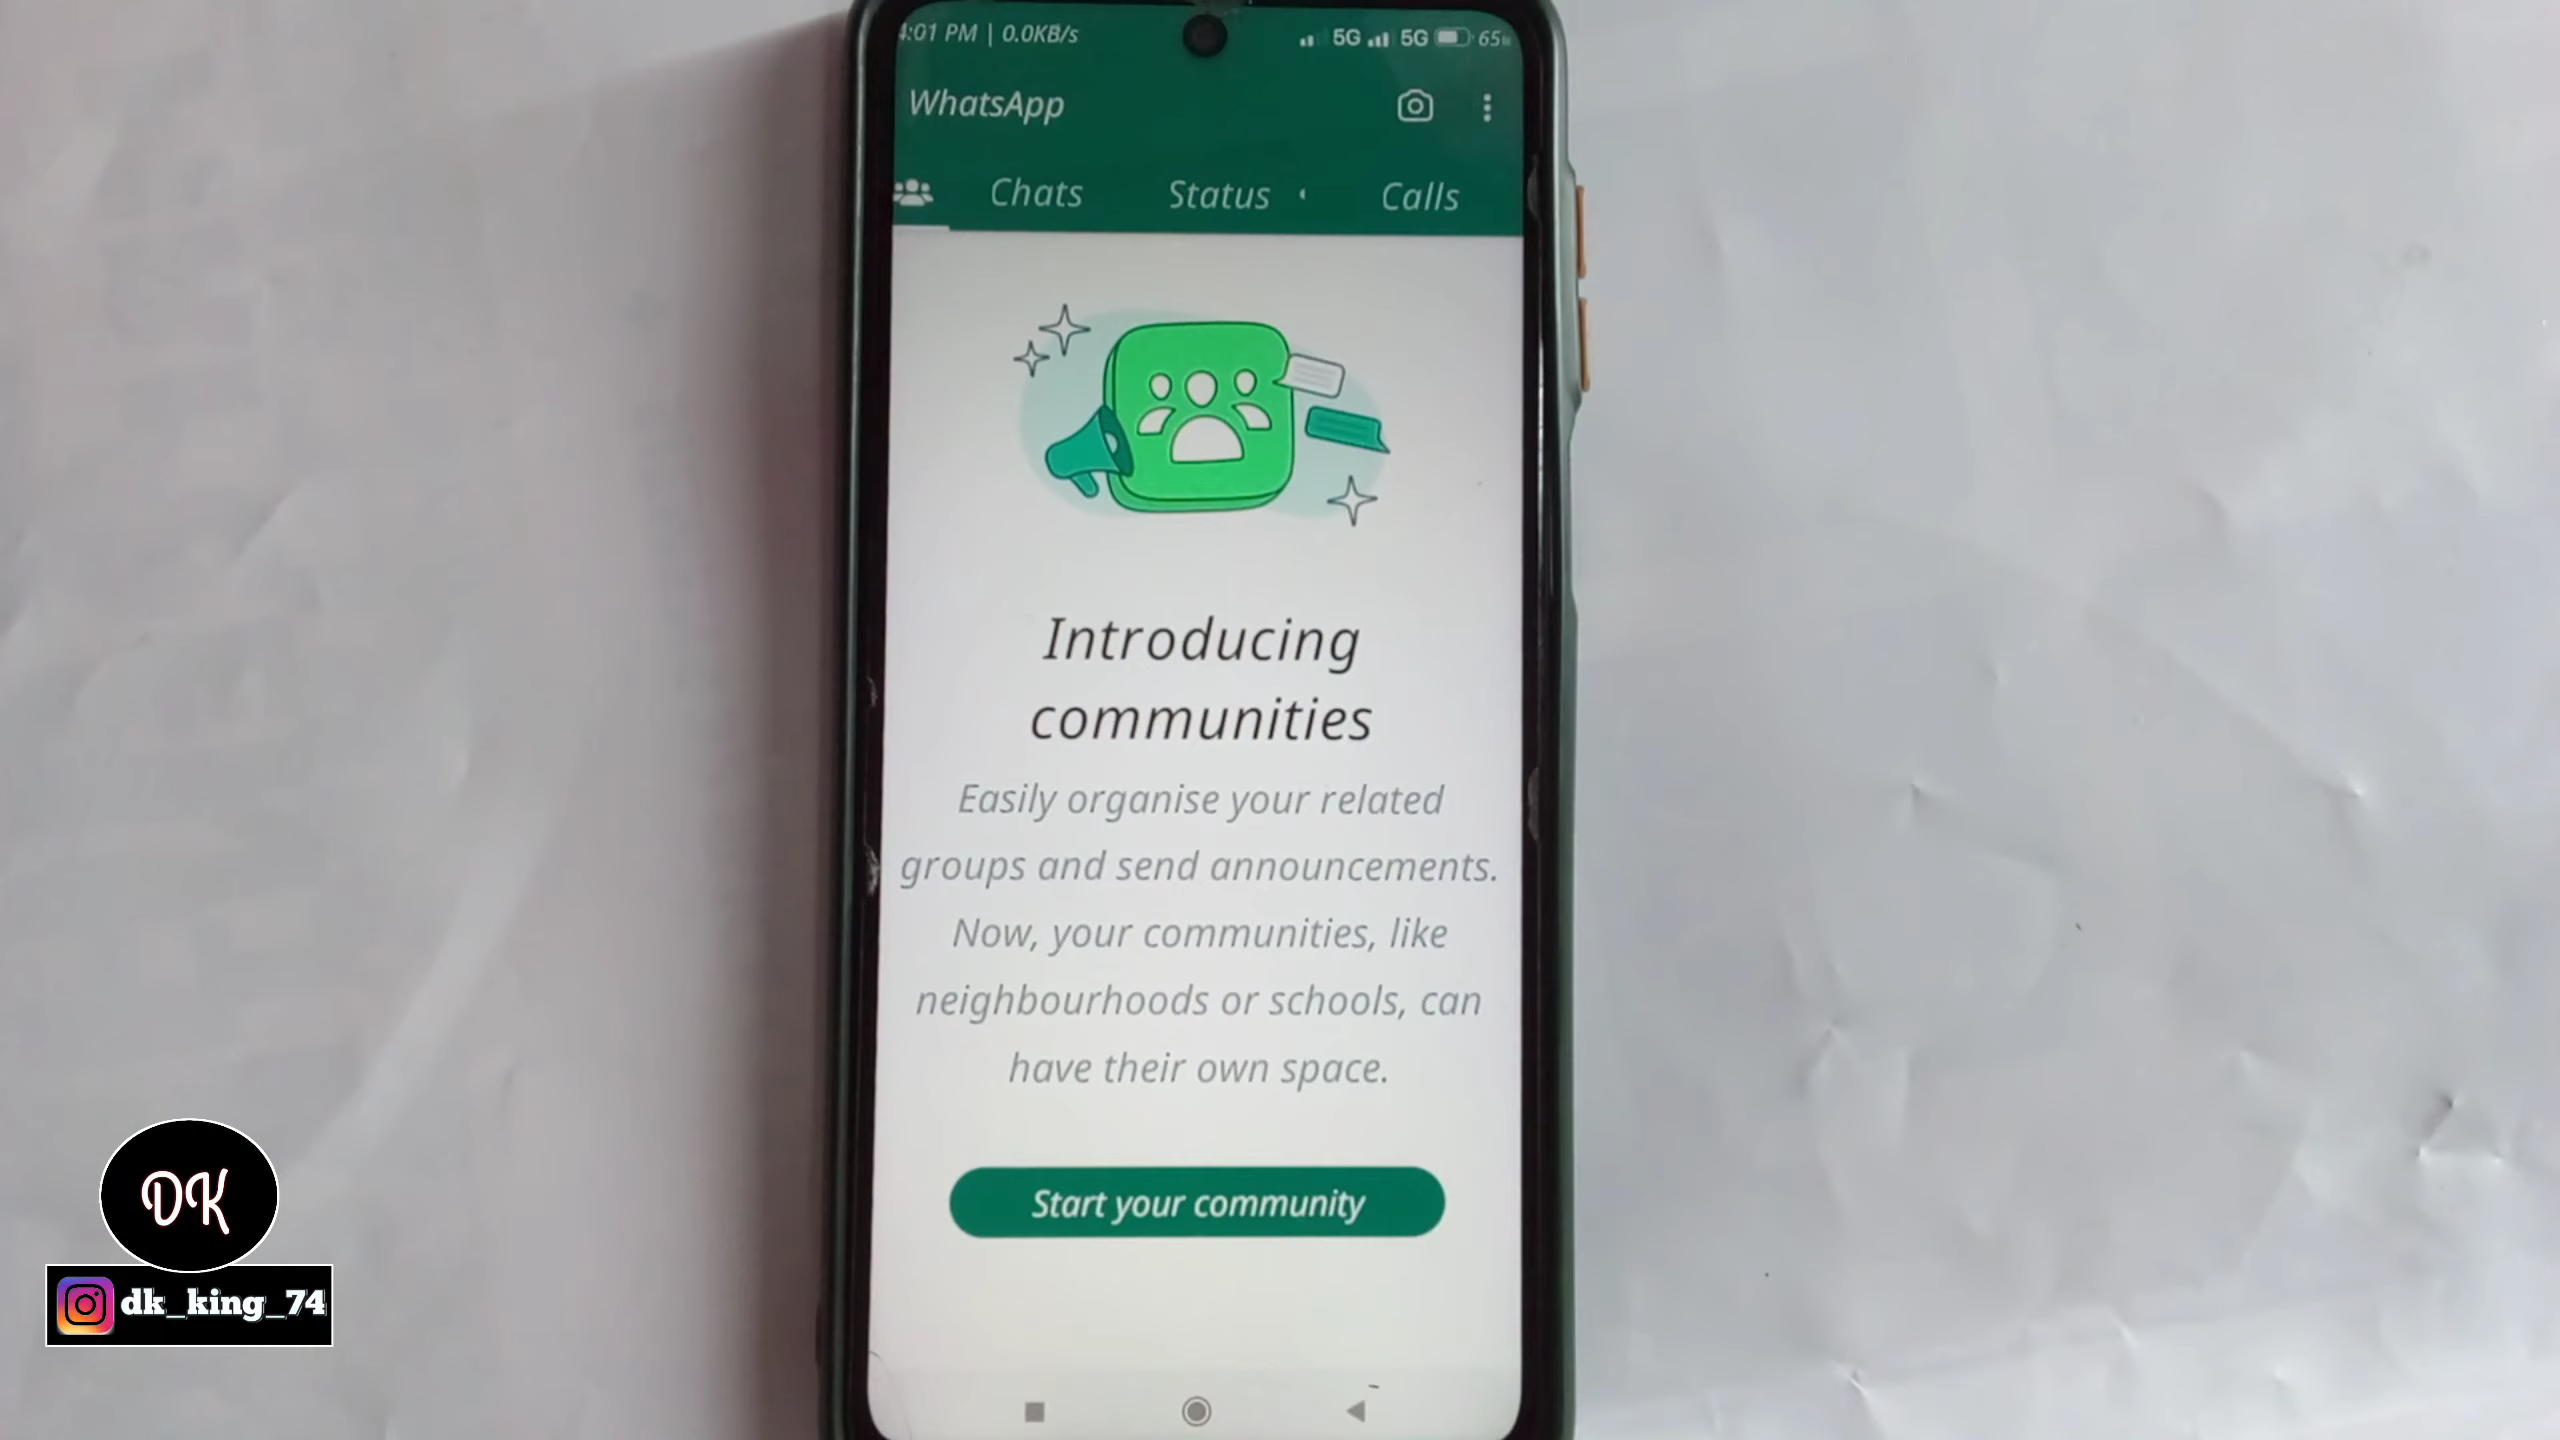 4:01 PM | 0.0KB/s 5G 5G 65
WhatsApp
Chats Status Calls
Introducing
communities
Easily organise your related
groups and send announcements.
Now, your communities, like
neighbourhoods or schools, can
have their own space.
Start your community
DK
dk_king_74